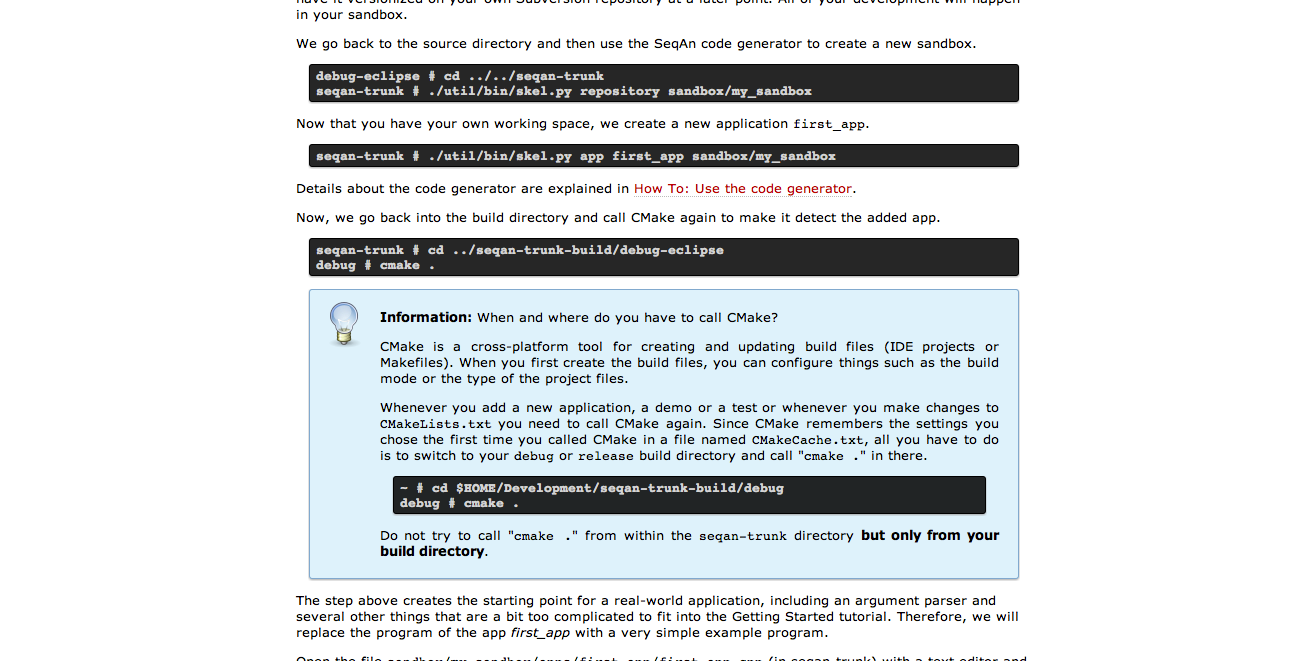 in your sandbox.
We go back to the source directory and then use the SeqAn code generator to create a new sandbox.
debug-eclipse # cd ../../seqan-trunk
seqan-trunk # ./util/bin/skel.py repository sandbox/my_sandbox
Now that you have your own working space, we create a new application first_app.
seqan-trunk # ./util/bin/skel.py app first_app sandbox/my_sandbox
Details about the code generator are explained in How To: Use the code generator.
Now, we go back into the build directory and call CMake again to make it detect the added app.
seqan-trunk # cd ../seqan-trunk-build/debug-eclipse
debug # cmake .
Information: When and where do you have to call CMake?
CMake is a cross-platform tool for creating and updating build files (IDE projects or
Makefiles). When you first create the build files, you can configure things such as the build
mode or the type of the project files.
Whenever you add a new application, a demo or a test or whenever you make changes to
CMakeLists.txt you need to call CMake again. Since CMake remembers the settings you
chose the first time you called CMake in a file named CMakeCache.txt, all you have to do
is to switch to your debug or release build directory and call "cmake ." in there.
~ # cd $HOME/Development/seqan-trunk-build/debug
debug # cmake .
Do not try to call "cmake ." from within the seqan-trunk directory but only from your
build directory.
The step above creates the starting point for a real-world application, including an argument parser and
several other things that are a bit too complicated to fit into the Getting Started tutorial. Therefore, we will
replace the program of the app first_app with a very simple example program.